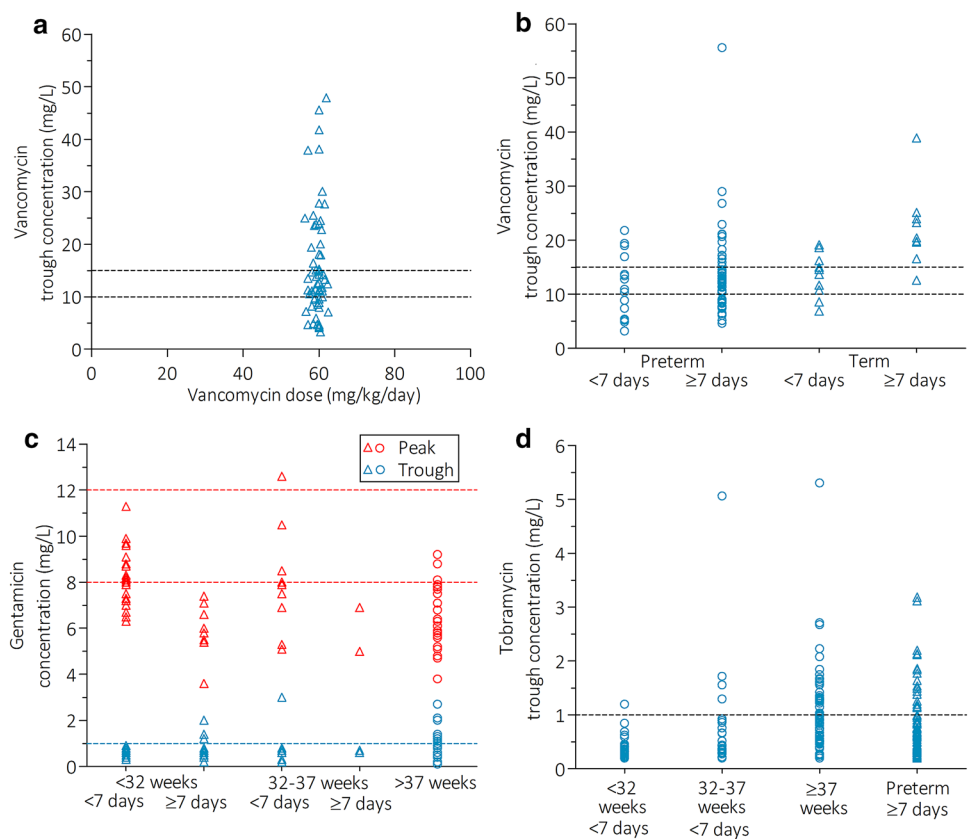 a
60
50
40
30
20
10
0
Vancomycin
trough concentration (mg/L)
0 20 40 60 80 100
Vancomycin dose (mg/kg/day)
b
60
50
40
30
20
10
0
Vancomycin
trough concentration (mg/L)
Preterm Term
<7 days ≥7 days <7 days ≥7 days
c
14
12
10
8
6
4
2
0
Gentamicin
concentration (mg/L)
Peak
Trough
<32 weeks 32-37 weeks >37 weeks
<7 days ≥7 days <7 days ≥7 days
d
6
5
4
3
2
1
0
Tobramycin
trough concentration (mg/L)
<32 32-37 ≥37 Preterm
weeks weeks weeks ≥7 days
<7 days <7 days